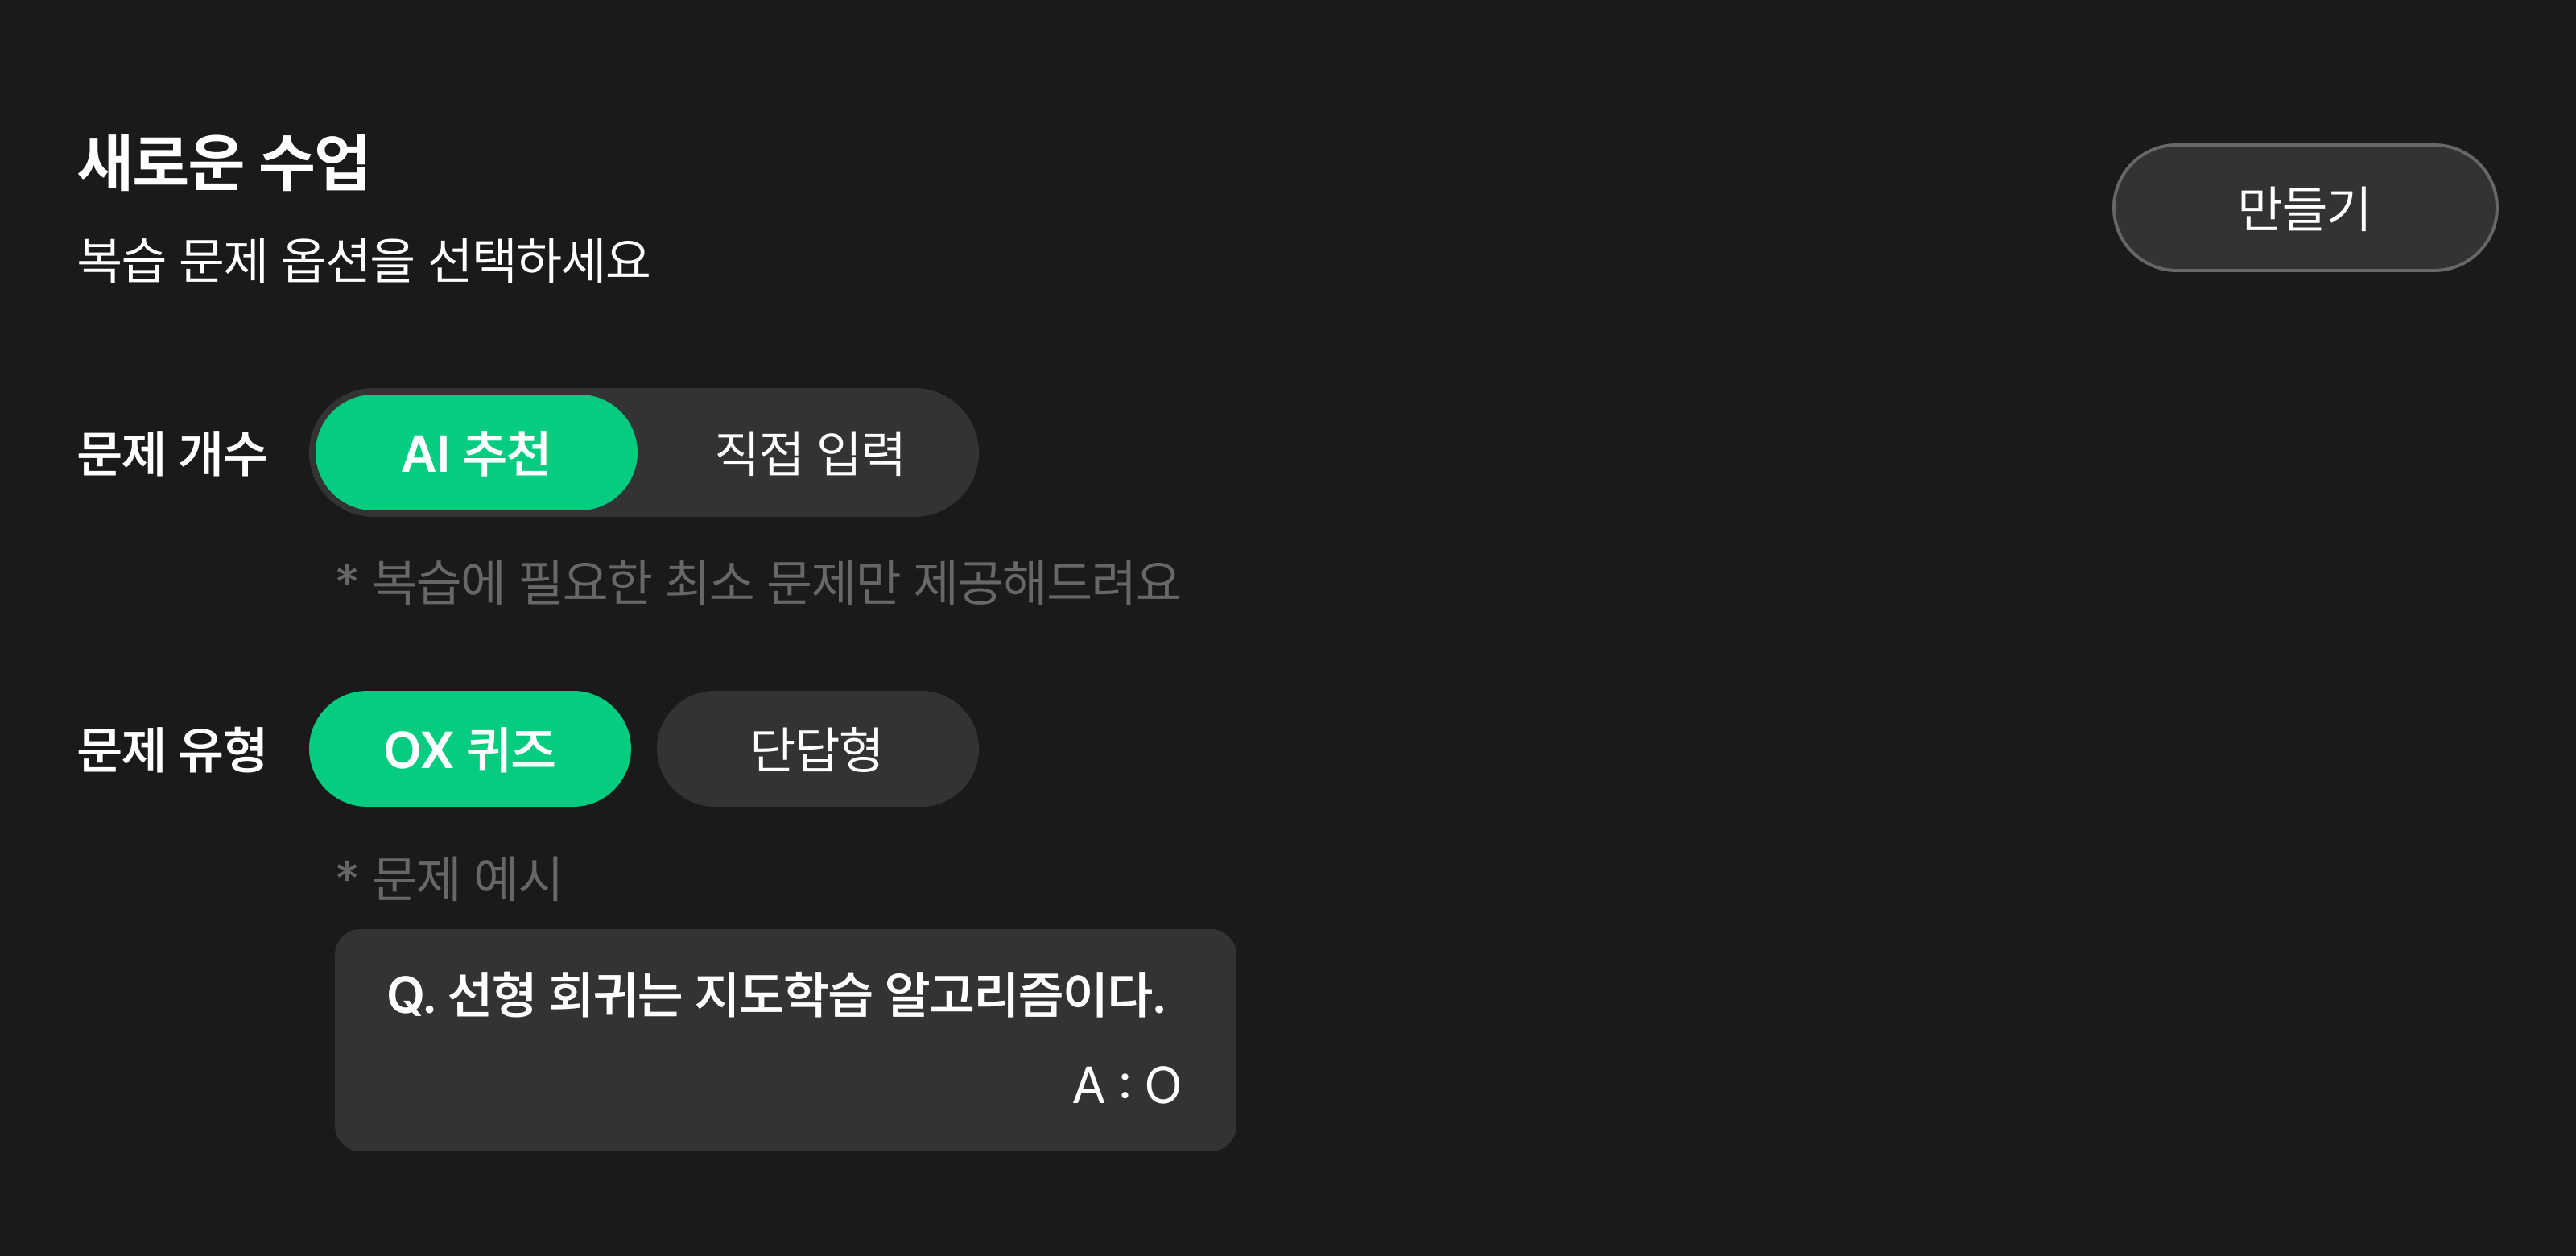 새로운 수업
만들기
복습 문제 옵션을 선택하세요
문제 개수 AI 추천 직접 입력
* 복습에 필요한 최소 문제만 제공해드려요
문제 유형 OX 퀴즈 단답형
* 문제 예시
Q. 선형 회귀는 지도학습 알고리즘이다.
A : O